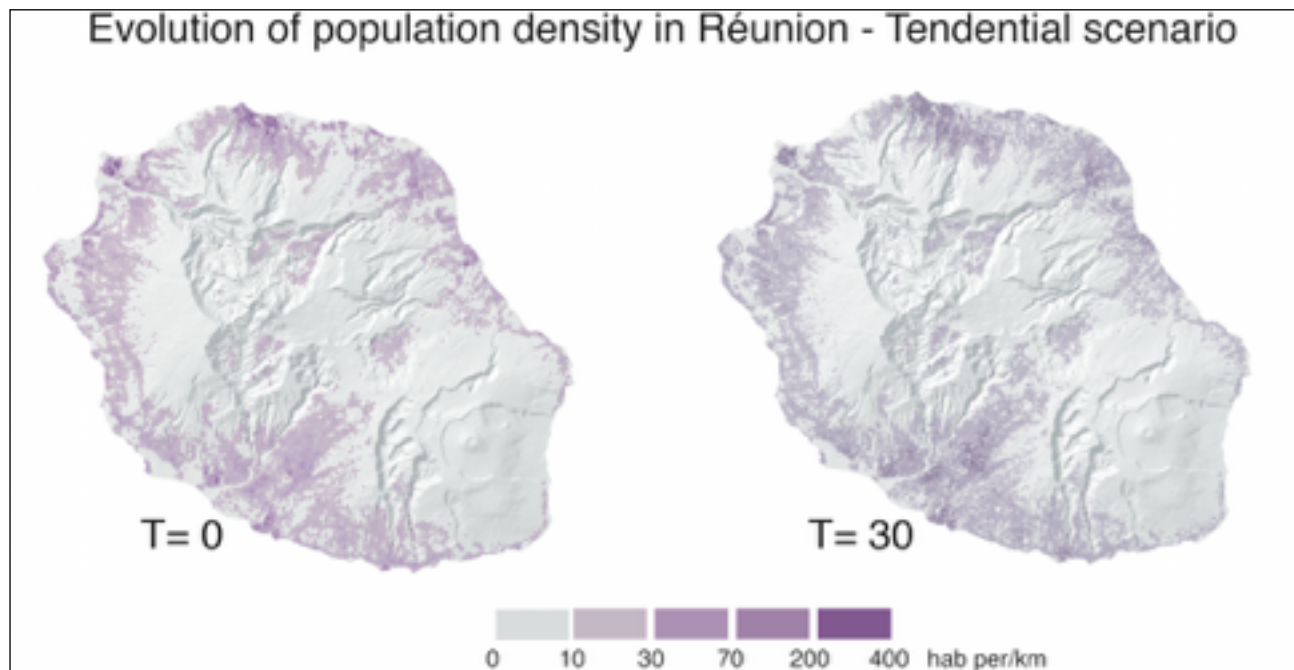 Evolution of population density in Réunion - Tendential scenario
T= 0
T= 30
0 10 30 70 200 400 hab per/km